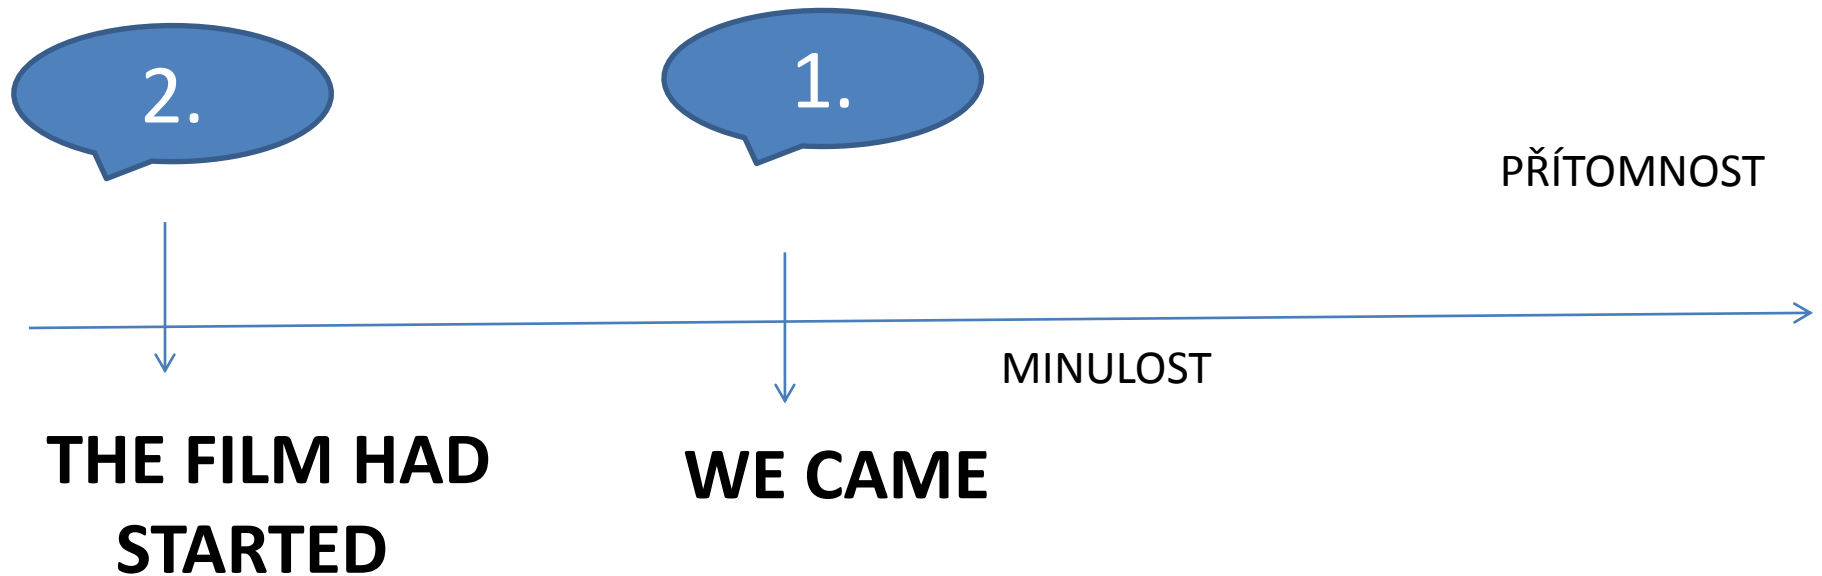 2.
1.
PŘÍTOMNOST
MINULOST
THE FILM HAD
STARTED
WE CAME